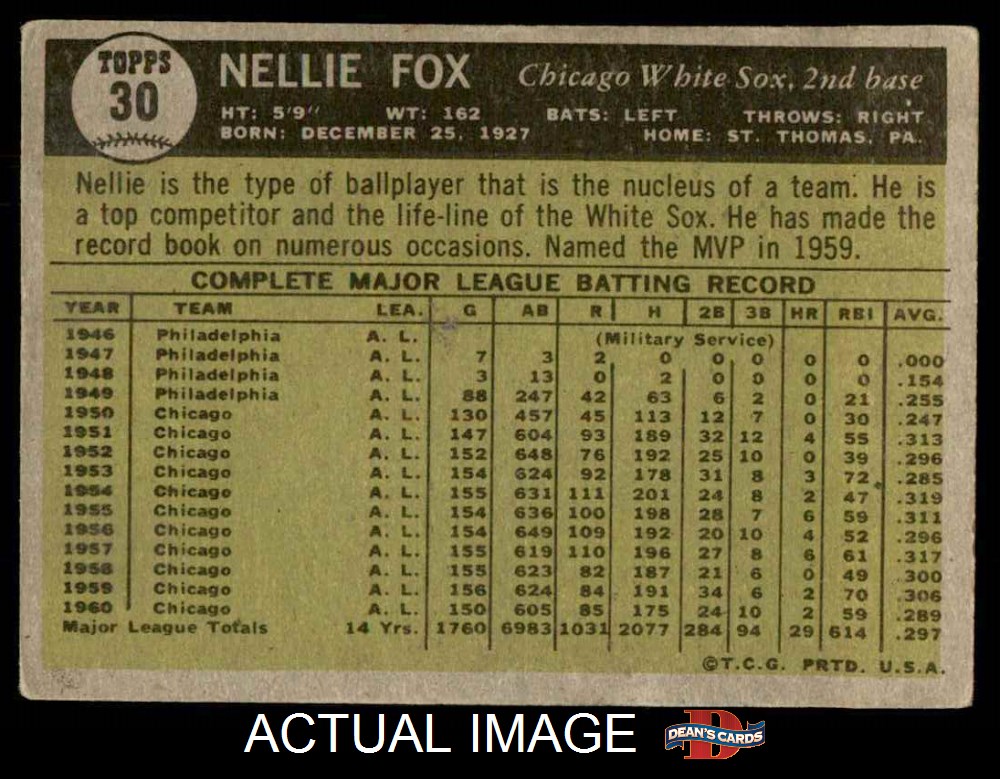 TOPPS
30
NELLIE FOX Chicago White Sox, 2nd base
HT: 5'9" WT: 162 BATS: LEFT THROWS: RIGHT
BORN: DECEMBER 25, 1927 HOME: ST. THOMAS, PA.
Nellie is the type of ballplayer that is the nucleus of a team. He is
a top competitor and the life-line of the White Sox. He has made the
record book on numerous occasions. Named the MVP in 1959.
COMPLETE MAJOR LEAGUE BATTING RECORD
YEAR TEAM LEA. G AB R H 2B 3B HR RBI AVG.
1946 Philadelphia A. L. (Military Service)
1947 Philadelphia A. L. 7 3 2 0 0 0 0 0 .000
1948 Philadelphia A. L. 3 13 0 2 0 0 0 0 .154
1949 Philadelphia A. L. 88 247 42 63 6 2 0 21 .255
1950 Chicago A. L. 130 457 45 113 12 7 0 30 .247
1951 Chicago A. L. 147 604 93 189 32 12 4 55 .313
1952 Chicago A. L. 152 648 76 192 25 10 0 39 .296
1953 Chicago A. L. 154 624 92 178 31 8 3 72 .285
1954 Chicago A. L. 155 631 111 201 24 8 2 47 .319
1955 Chicago A. L. 154 636 100 198 28 7 6 59 .311
1956 Chicago A. L. 154 649 109 192 20 10 4 52 .296
1957 Chicago A. L. 155 619 110 196 27 8 6 61 .317
1958 Chicago A. L. 155 623 82 187 21 6 0 49 .300
1959 Chicago A. L. 156 624 84 191 34 6 2 70 .306
1960 Chicago A. L. 150 605 85 175 24 10 2 59 .289
Major League Totals 14 Yrs. 1760 6983 1031 2077 284 94 29 614 .297
©T.C.G. PRTD. U.S.A.
ACTUAL IMAGE DEAN'S CARDS